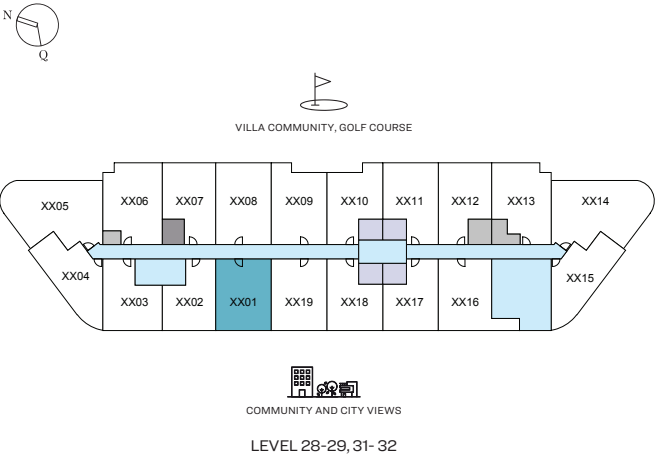 N
Q
VILLA COMMUNITY, GOLF COURSE
XX05
XX06
XX07
XX08
XX09
XX10
XX11
XX12
XX13
XX14
XX04
XX03
XX02
XX01
XX19
XX18
XX17
XX16
XX15
COMMUNITY AND CITY VIEWS
LEVEL 28-29, 31- 32